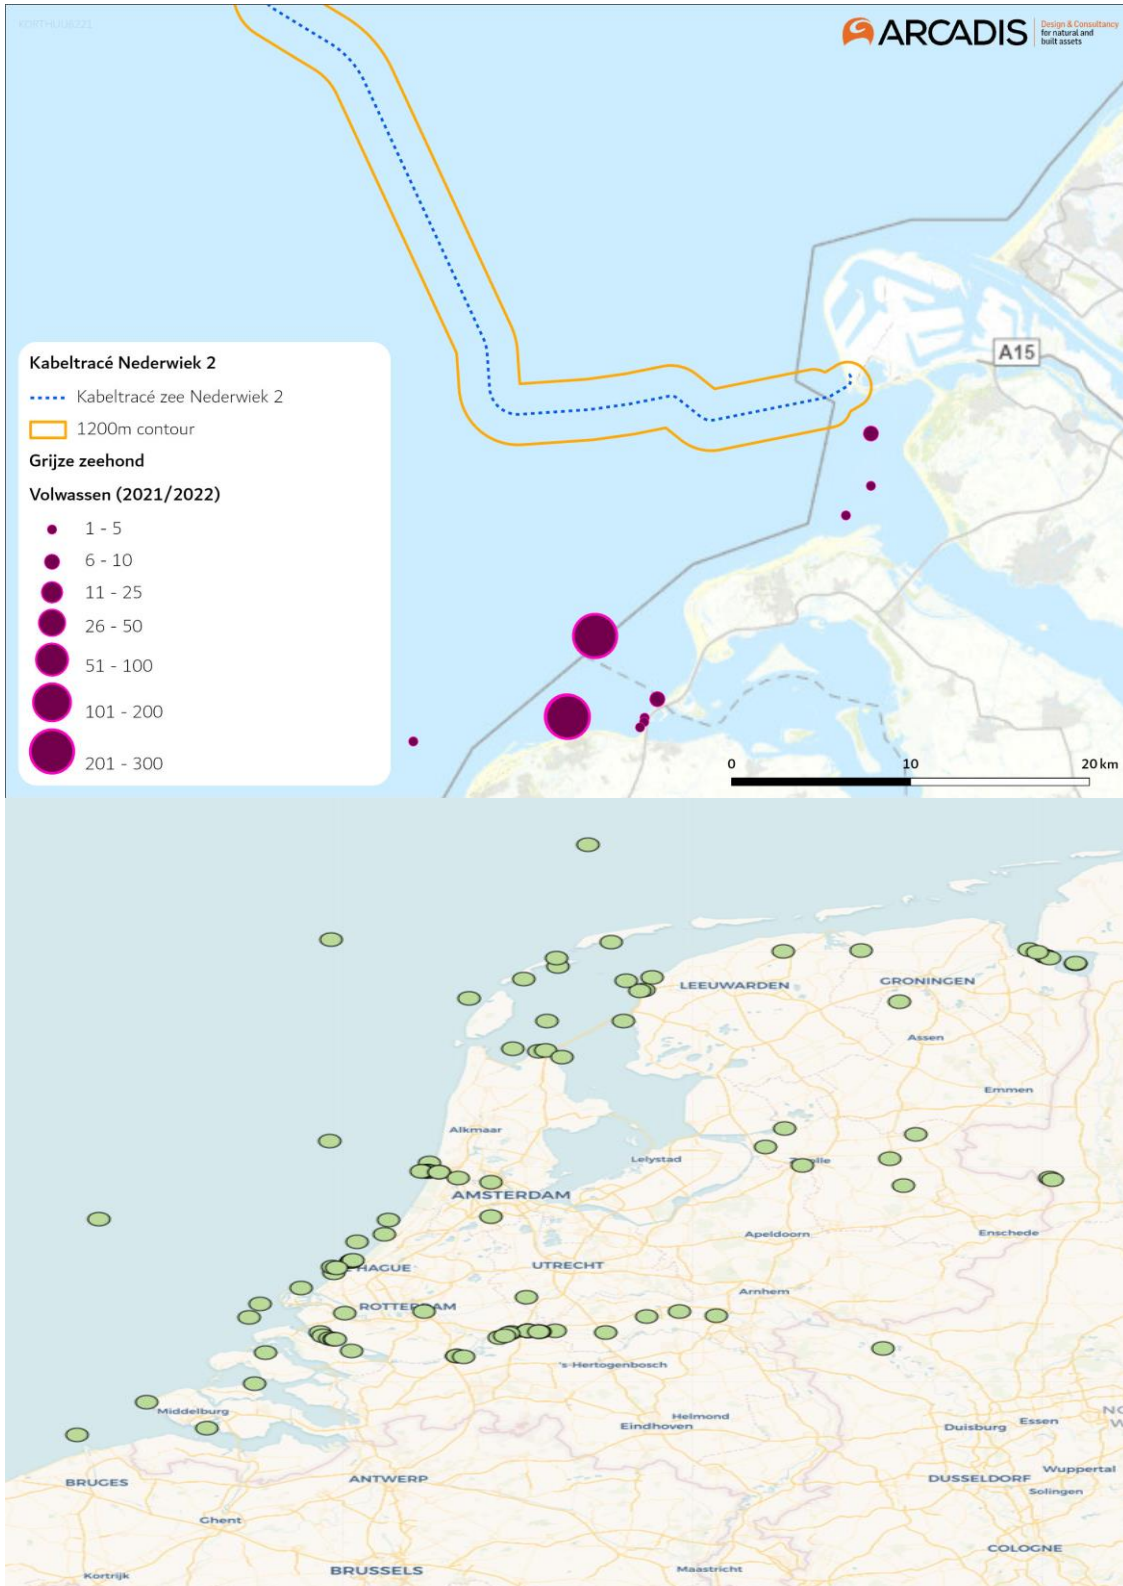 ARCADIS
Design & Consultancy
for natural and
built assets
A15
Kabeltracé Nederwiek 2
Kabeltracé zee Nederwiek 2
1200m contour
Grijze zeehond
Volwassen (2021/2022)
1 - 5
6 - 10
11 - 25
26 - 50
51 - 100
101 - 200
201 - 300
0 10 20 km
LEEUWARDEN
GRONINGEN
Assen
Emmen
Alkmaar
Lelystad
AMSTERDAM
Apeldoorn
Enschede
HAGUE
UTRECHT
Arnhem
ROTTERDAM
's-Hertogenbosch
Middelburg
Helmond
Eindhoven
Duisburg
Essen
BRUGES
ANTWERP
DUSSELDORF
Wuppertal
Solingen
Ghent
COLOGNE
Kortrijk
BRUSSELS
Maastricht